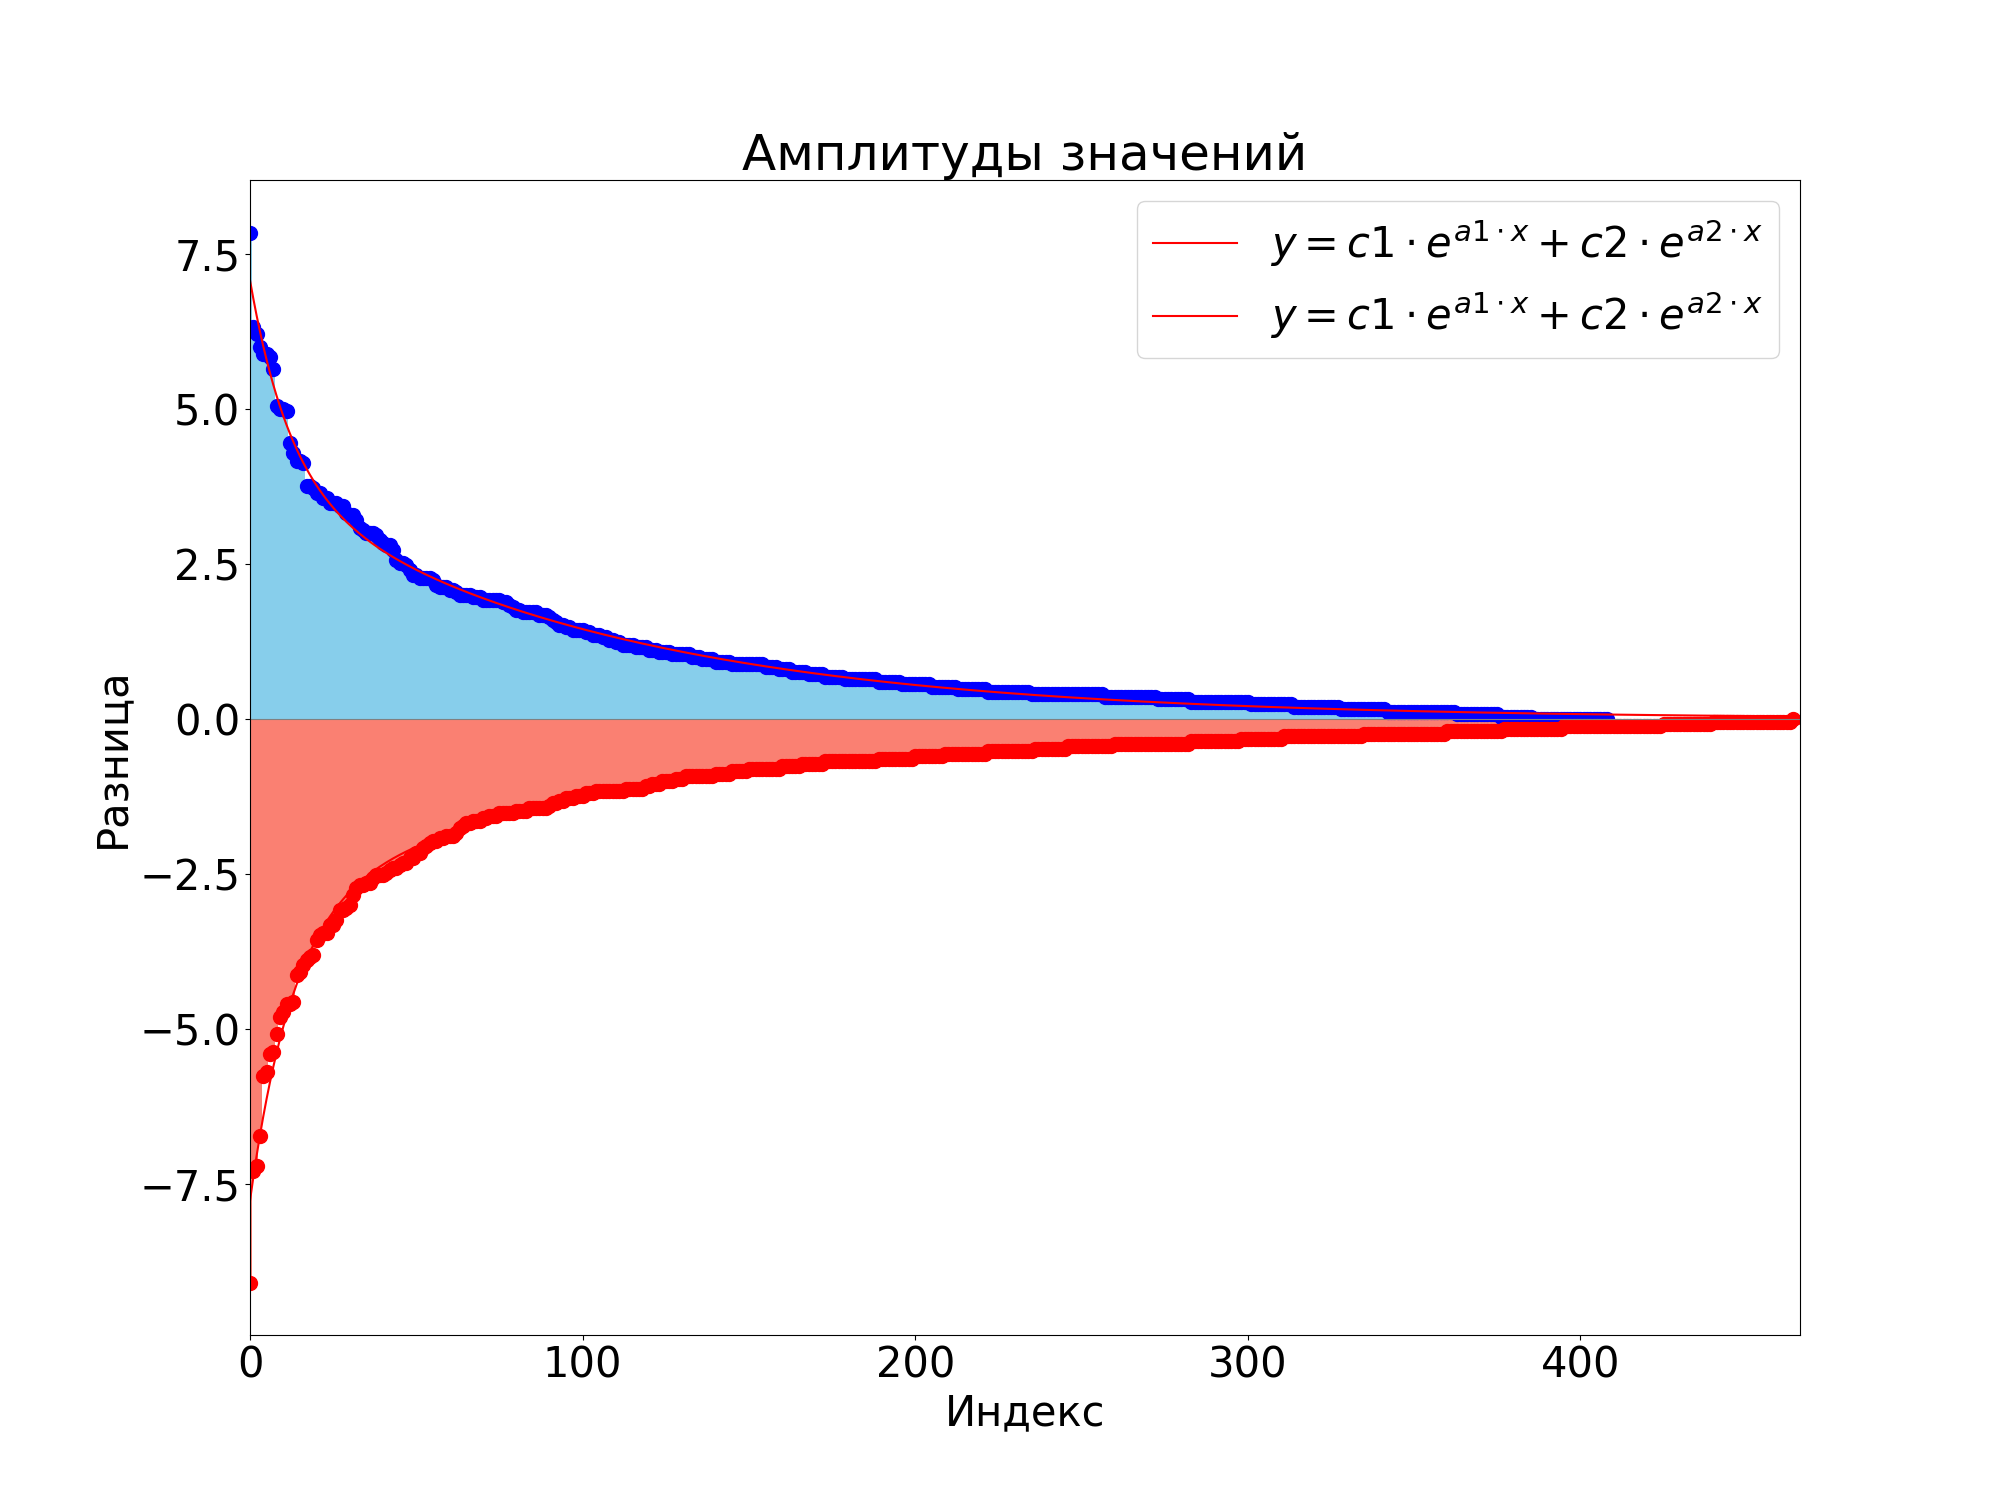 Амплитуды значений
y = c1 · e^{a1 · x} + c2 · e^{a2 · x}
y = c1 · e^{a1 · x} + c2 · e^{a2 · x}
7.5
5.0
2.5
0.0
−2.5
−5.0
−7.5
Разница
0 100 200 300 400
Индекс